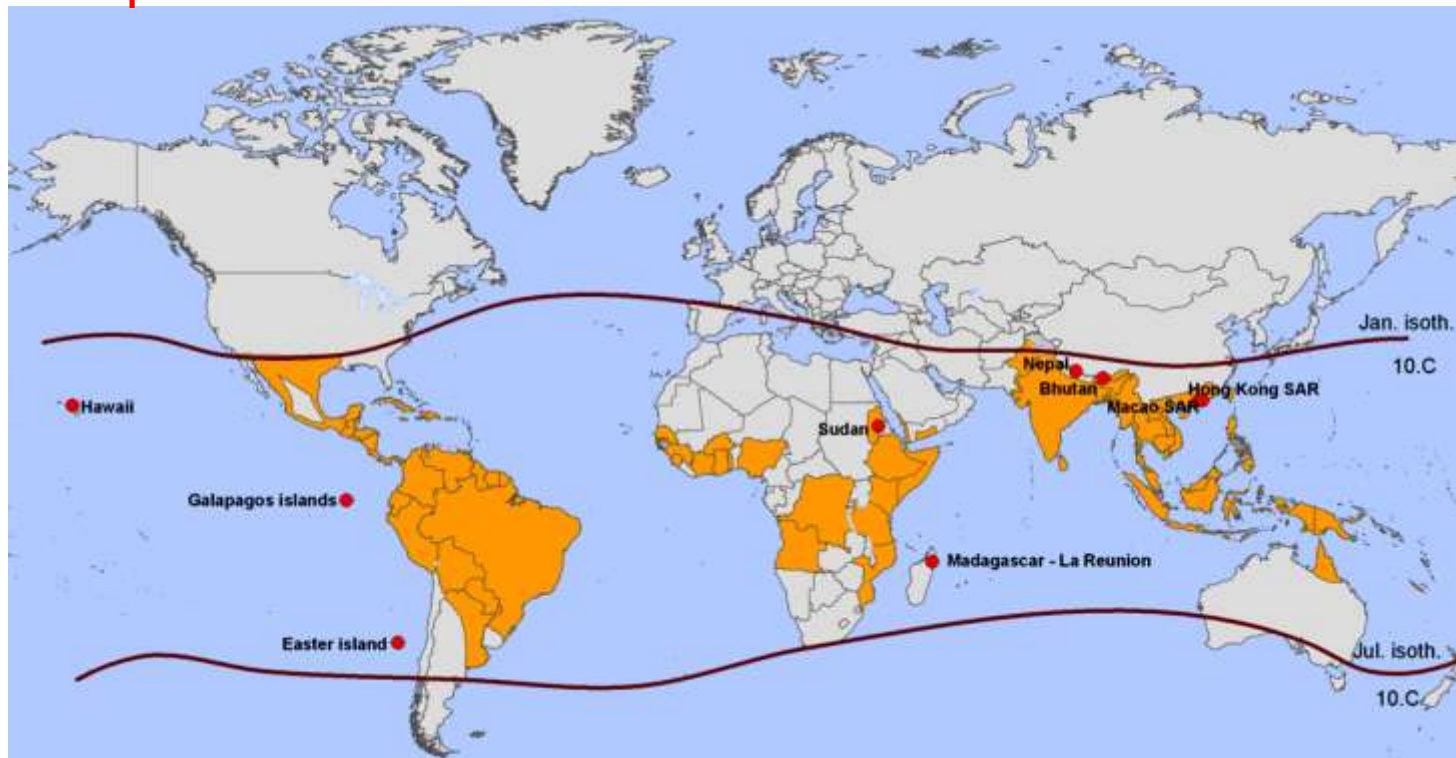 Jan. isoth.
10.C
Nepal
Bhutan
Hong Kong SAR
Macao SAR
Hawaii
Sudan
Galapagos islands
Madagascar - La Reunion
Easter island
Jul. isoth.
10.C